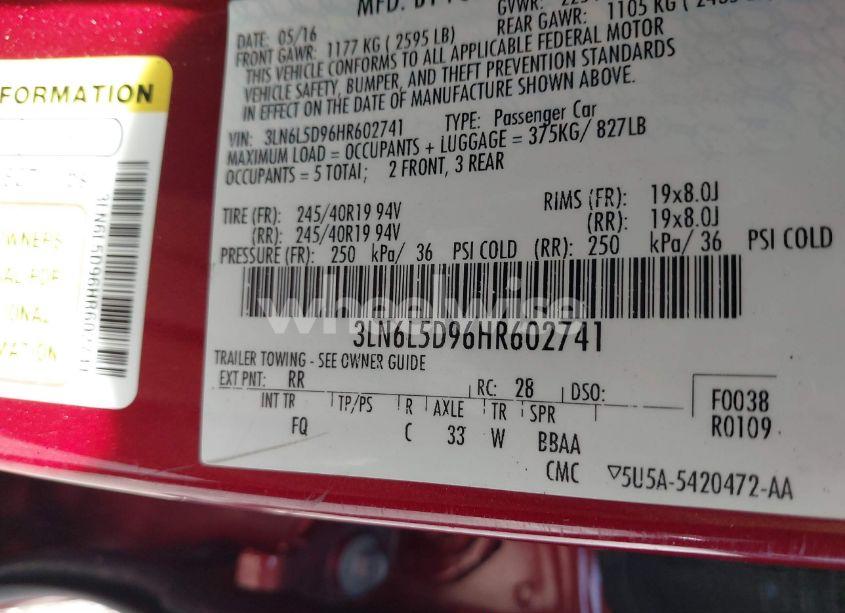 MFD. BY
GVWR:
DATE: 05/16
REAR GAWR: 1105 KG
FRONT GAWR: 1177 KG ( 2595 LB)
THIS VEHICLE CONFORMS TO ALL APPLICABLE FEDERAL MOTOR
VEHICLE SAFETY, BUMPER, AND THEFT PREVENTION STANDARDS
IN EFFECT ON THE DATE OF MANUFACTURE SHOWN ABOVE.
VIN: 3LN6L5D96HR602741 TYPE: Passenger Car
MAXIMUM LOAD = OCCUPANTS + LUGGAGE = 375KG/ 827LB
OCCUPANTS = 5 TOTAL; 2 FRONT, 3 REAR
TIRE (FR): 245/40R19 94V RIMS (FR): 19x8.0J
(RR): 245/40R19 94V (RR): 19x8.0J
PRESSURE (FR): 250 kPa/ 36 PSI COLD (RR): 250 kPa/ 36 PSI COLD
wheelwise
3LN6L5D96HR602741
TRAILER TOWING - SEE OWNER GUIDE
EXT PNT: RR RC: 28 DSO:
INT TR TP/PS R AXLE TR SPR
FQ C 33 W BBAA
CMC
F0038
R0109
▽5U5A-5420472-AA
FORMATION
OWNERS
IONAL
MATION
3LN6L5D96HR602741